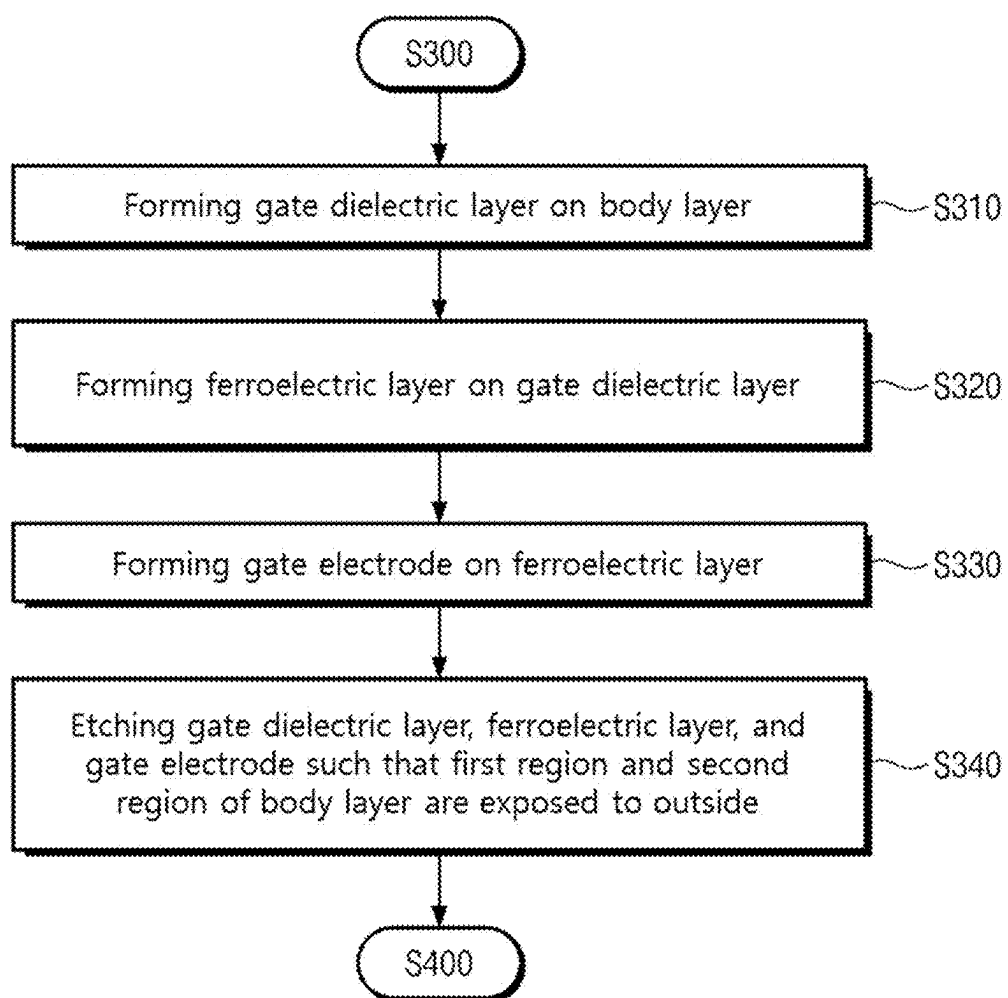 S300
Forming gate dielectric layer on body layer
S310
Forming ferroelectric layer on gate dielectric layer
S320
Forming gate electrode on ferroelectric layer
S330
Etching gate dielectric layer, ferroelectric layer, and
gate electrode such that first region and second
region of body layer are exposed to outside
S340
S400